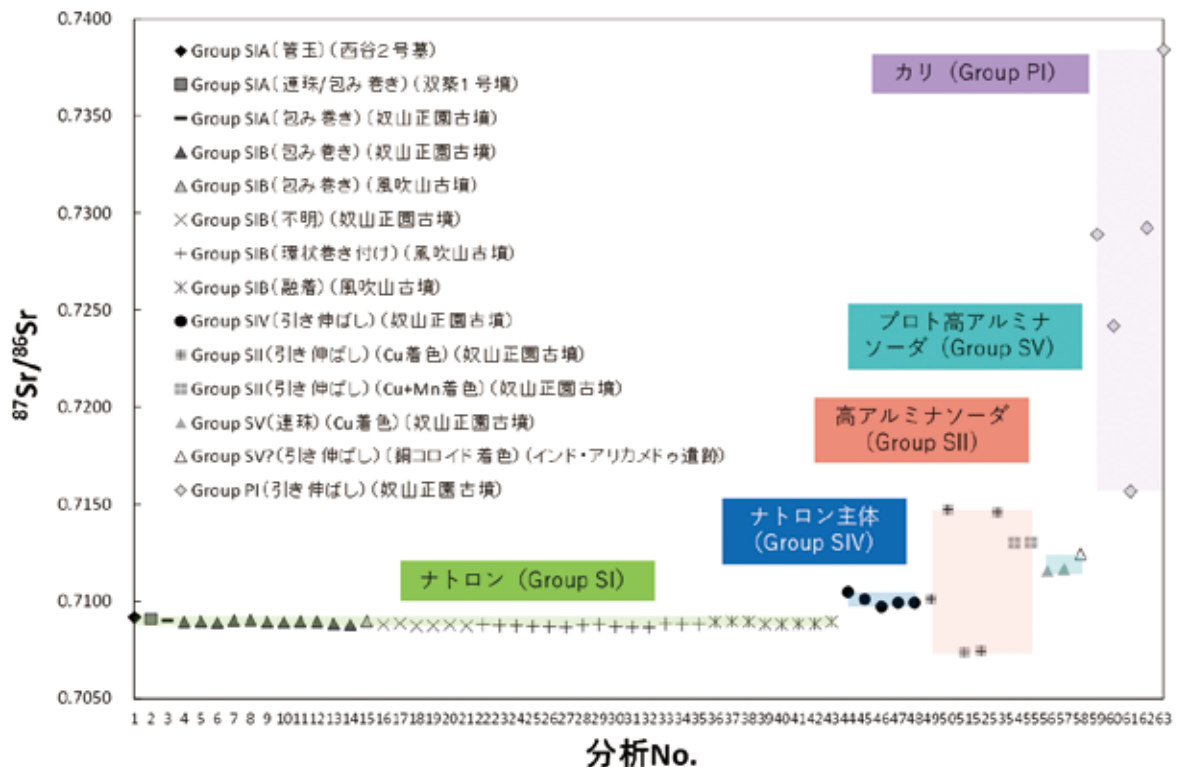 0.7400
0.7350
0.7300
0.7250
0.7200
0.7150
0.7100
0.7050
⁸⁷Sr/⁸⁶Sr
Group SIA(管玉)(西谷2号墓)
Group SIA(連珠/包み巻き)(双築1号墳)
Group SIA(包み巻き)(奴山正園古墳)
Group SIB(包み巻き)(奴山正園古墳)
Group SIB(包み巻き)(風吹山古墳)
Group SIB(不明)(奴山正園古墳)
Group SIB(環状巻き付け)(風吹山古墳)
Group SIB(融着)(風吹山古墳)
Group SIV(引き伸ばし)(奴山正園古墳)
Group SII(引き伸ばし)(Cu着色)(奴山正園古墳)
Group SII(引き伸ばし)(Cu+Mn着色)(奴山正園古墳)
Group SV(連珠)(Cu着色)(奴山正園古墳)
Group SV?(引き伸ばし)(銅コロイド着色)(インド・アリカメドゥ遺跡)
Group PI(引き伸ばし)(奴山正園古墳)
カリ(Group PI)
プロト高アルミナ
ソーダ(Group SV)
高アルミナソーダ
(Group SII)
ナトロン主体
(Group SIV)
ナトロン(Group SI)
1 2 3 4 5 6 7 8 9 10 11 12 13 14 15 16 17 18 19 20 21 22 23 24 25 26 27 28 29 30 31 32 33 34 35 36 37 38 39 40 41 42 43 44 45 46 47 48 49 50 51 52 53 54 55 56 57 58 59 60 61 62 63
分析No.